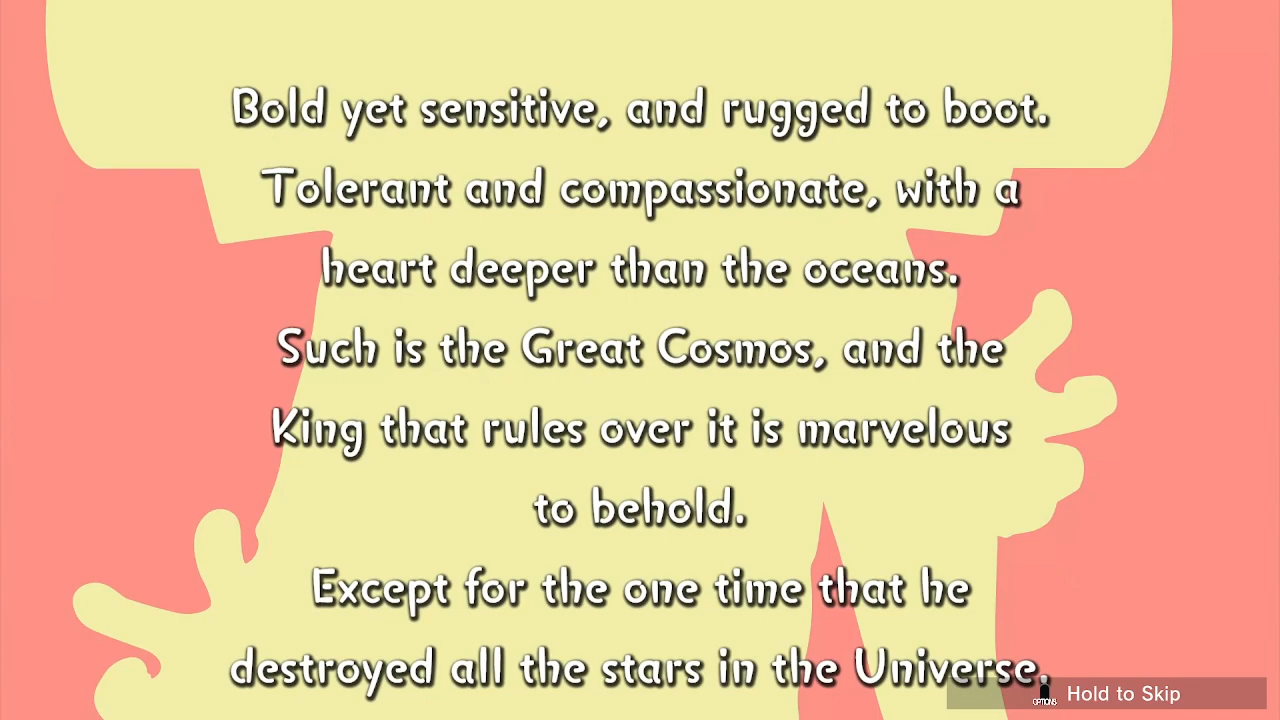 Bold yet sensitive, and rugged to boot.
Tolerant and compassionate, with a
heart deeper than the oceans.
Such is the Great Cosmos, and the
King that rules over it is marvelous
to behold.
Except for the one time that he
destroyed all the stars in the Universe.
OPTIONS Hold to Skip